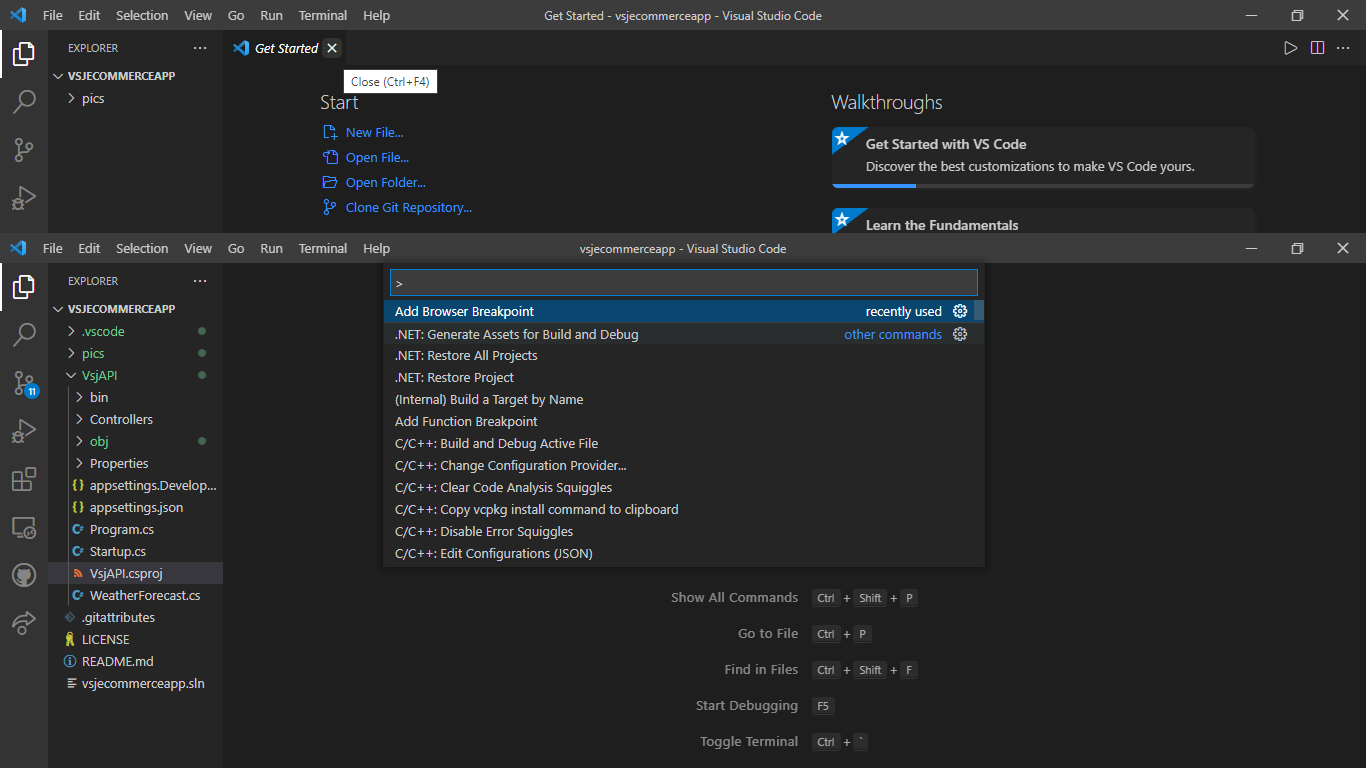 File Edit Selection View Go Run Terminal Help Get Started - vsjecommerceapp - Visual Studio Code
EXPLORER
Get Started
VSJECOMMERCEAPP
Close (Ctrl+F4)
pics
Start
New File...
Open File...
Open Folder...
Clone Git Repository...
Walkthroughs
Get Started with VS Code
Discover the best customizations to make VS Code yours.
Learn the Fundamentals
File Edit Selection View Go Run Terminal Help vsjecommerceapp - Visual Studio Code
EXPLORER
VSJECOMMERCEAPP
.vscode
pics
VsjAPI
bin
Controllers
obj
Properties
{} appsettings.Develop...
{} appsettings.json
C# Program.cs
C# Startup.cs
VsjAPI.csproj
C# WeatherForecast.cs
.gitattributes
LICENSE
README.md
vsjecommerceapp.sln
11
>
Add Browser Breakpoint recently used
.NET: Generate Assets for Build and Debug other commands
.NET: Restore All Projects
.NET: Restore Project
(Internal) Build a Target by Name
Add Function Breakpoint
C/C++: Build and Debug Active File
C/C++: Change Configuration Provider...
C/C++: Clear Code Analysis Squiggles
C/C++: Copy vcpkg install command to clipboard
C/C++: Disable Error Squiggles
C/C++: Edit Configurations (JSON)
Show All Commands Ctrl + Shift + P
Go to File Ctrl + P
Find in Files Ctrl + Shift + F
Start Debugging F5
Toggle Terminal Ctrl + `